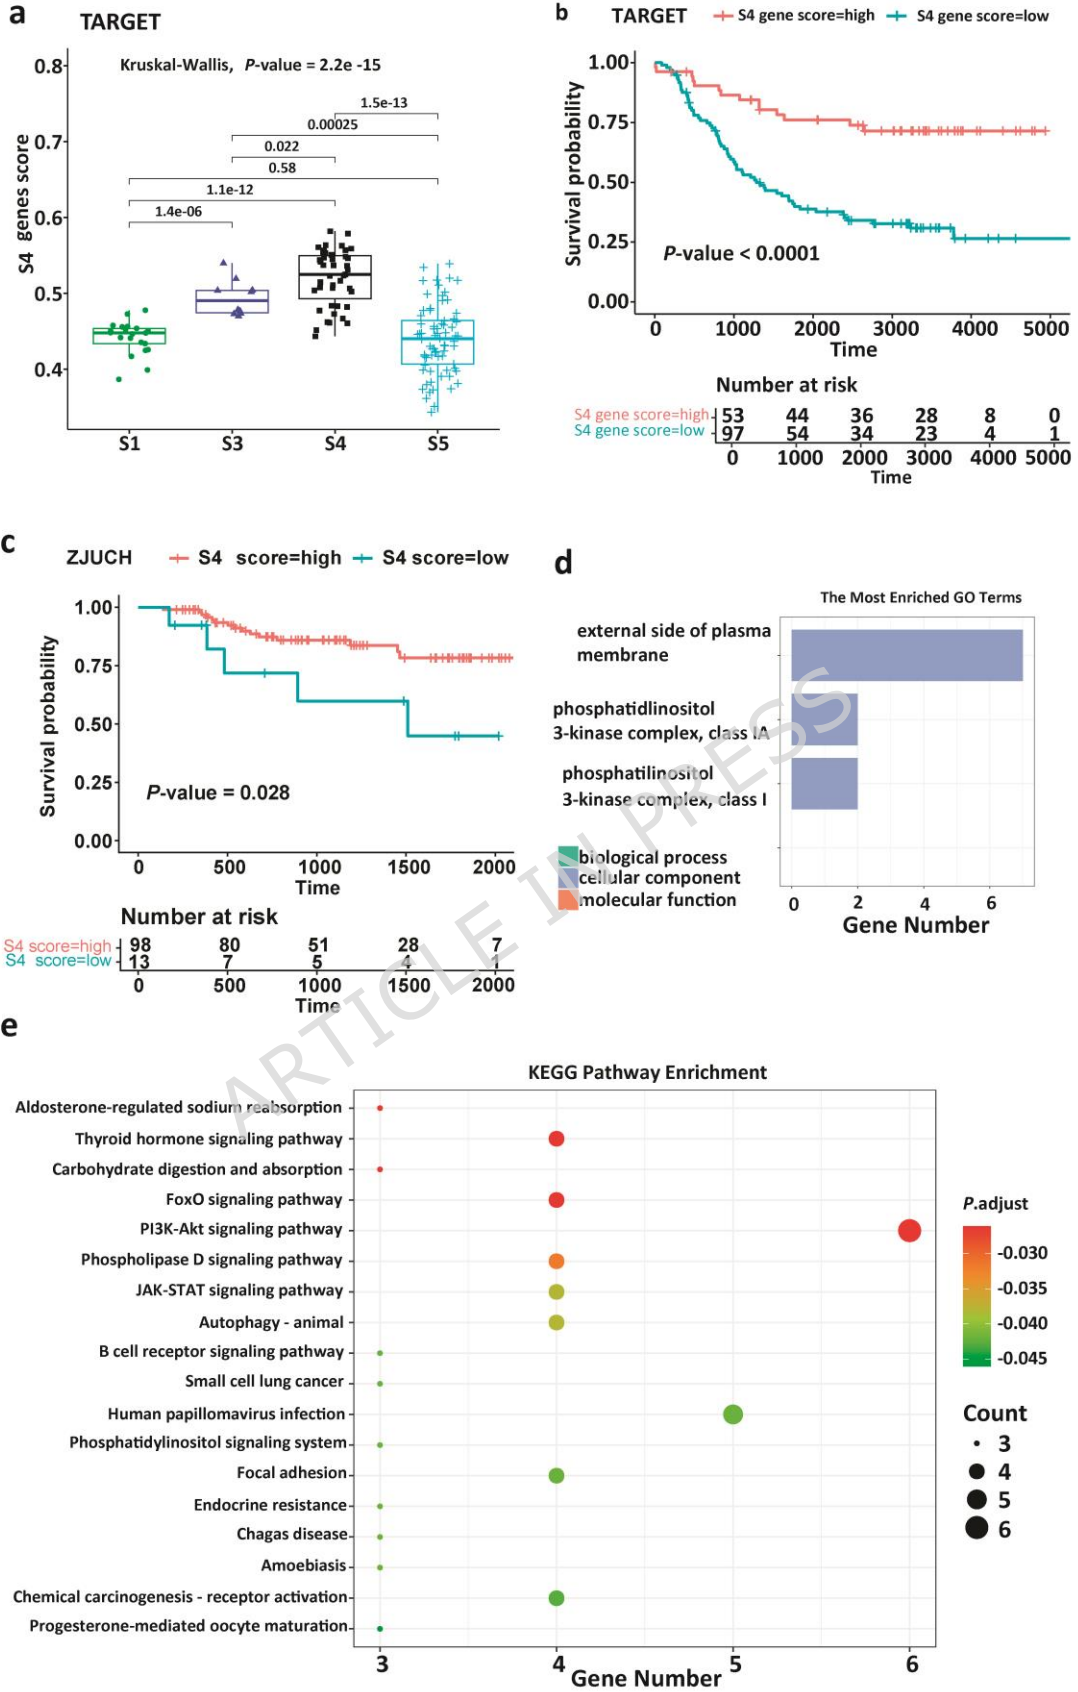 a
TARGET
Kruskal-Wallis, P-value = 2.2e -15
1.5e-13
0.00025
0.022
0.58
1.1e-12
1.4e-06
S4 genes score
0.8
0.7
0.6
0.5
0.4
S1 S3 S4 S5
b
TARGET
S4 gene score=high S4 gene score=low
Survival probability
1.00
0.75
0.50
0.25
0.00
P-value < 0.0001
0 1000 2000 3000 4000 5000
Time
Number at risk
S4 gene score=high 53 44 36 28 8 0
S4 gene score=low 97 54 34 23 4 1
0 1000 2000 3000 4000 5000
Time
c
ZJUCH
S4 score=high S4 score=low
Survival probability
1.00
0.75
0.50
0.25
0.00
P-value = 0.028
0 500 1000 1500 2000
Time
Number at risk
S4 score=high 98 80 51 28 7
S4 score=low 13 7 5 4 1
0 500 1000 1500 2000
Time
d
The Most Enriched GO Terms
external side of plasma
membrane
phosphatidlinositol
3-kinase complex, class IA
phosphatilinositol
3-kinase complex, class I
biological process
cellular component
molecular function
0 2 4 6
Gene Number
ARTICLE IN PRESS
e
KEGG Pathway Enrichment
Aldosterone-regulated sodium reabsorption
Thyroid hormone signaling pathway
Carbohydrate digestion and absorption
FoxO signaling pathway
PI3K-Akt signaling pathway
Phospholipase D signaling pathway
JAK-STAT signaling pathway
Autophagy - animal
B cell receptor signaling pathway
Small cell lung cancer
Human papillomavirus infection
Phosphatidylinositol signaling system
Focal adhesion
Endocrine resistance
Chagas disease
Amoebiasis
Chemical carcinogenesis - receptor activation
Progesterone-mediated oocyte maturation
3 4 5 6
Gene Number
P.adjust
-0.030
-0.035
-0.040
-0.045
Count
3
4
5
6